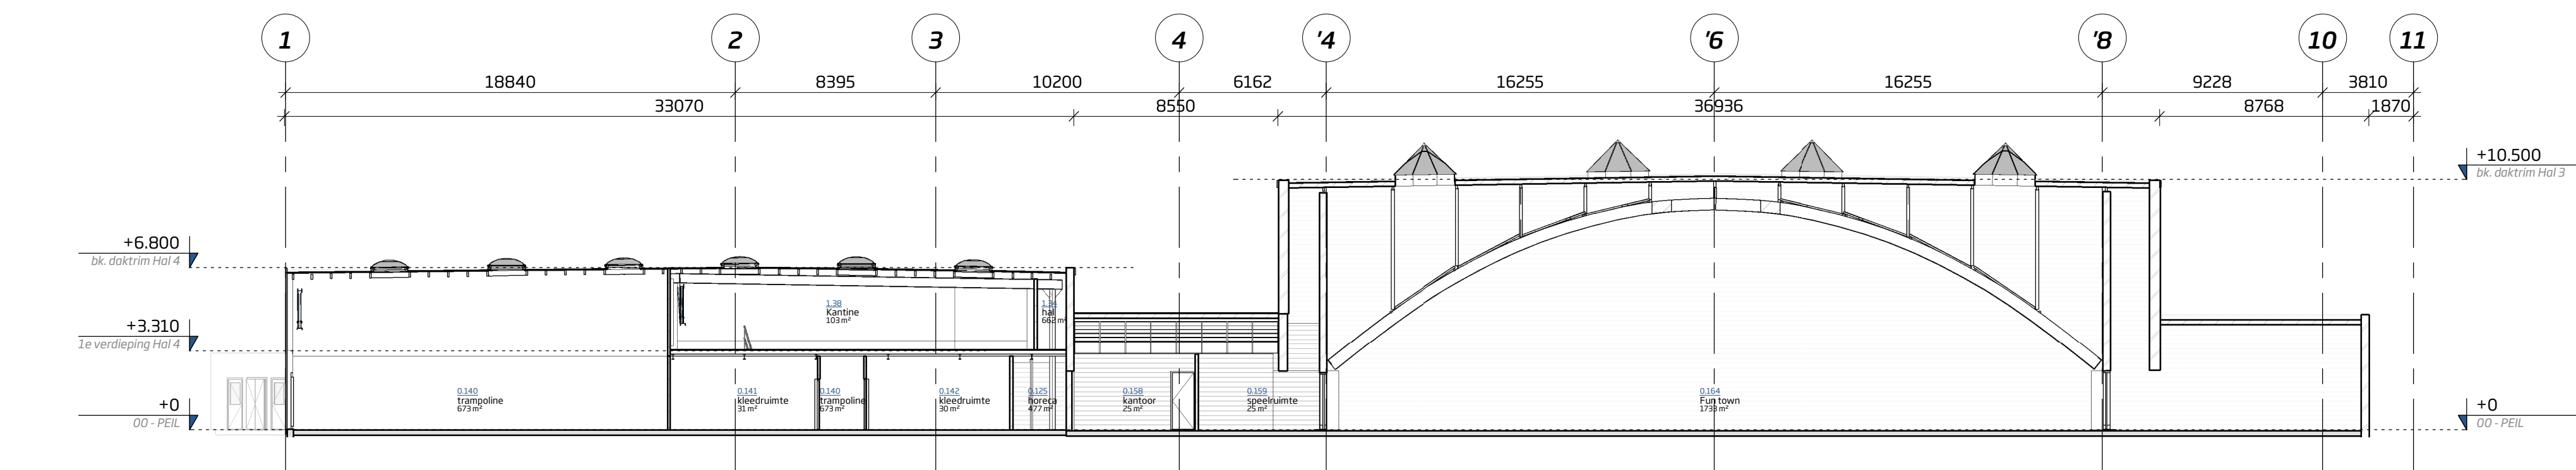 1 2 3 4 '4 '6 '8 10 11
18840 8395 10200 6162 16255 16255 9228 3810
33070 8550 36936 8768 1870
+10.500
bk. daktrim Hal 3
+6.800
bk. daktrim Hal 4
1.38
Kantine
103 m²
hal
662 m²
+3.310
1e verdieping Hal 4
0.140
trampoline
673 m²
0.141
kleedruimte
31 m²
0.140
trampoline
673 m²
0.142
kleedruimte
30 m²
0.125
horeca
477 m²
0.158
kantoor
25 m²
0.159
speelruimte
25 m²
0.164
Fun town
1733 m²
+0
00 - PEIL
+0
00 - PEIL